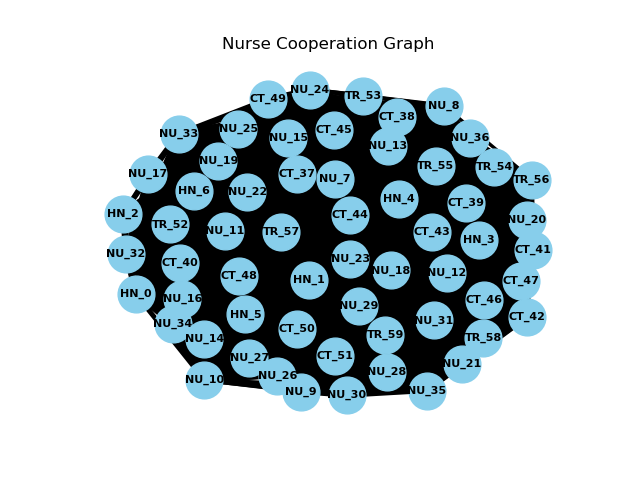 Nurse Cooperation Graph
NU_24
CT_49
TR_53
NU_8
CT_38
NU_33
NU_25
CT_45
NU_15
NU_36
NU_13
NU_19
TR_55
TR_54
NU_17
CT_37
NU_7
TR_56
HN_6
NU_22
HN_4
CT_39
HN_2
CT_44
NU_20
TR_52
NU_11
TR_57
CT_43
HN_3
CT_41
NU_32
CT_40
NU_23
NU_18
NU_12
CT_48
HN_1
CT_47
HN_0
NU_16
CT_46
NU_29
HN_5
CT_42
NU_34
NU_31
CT_50
NU_14
TR_59
TR_58
NU_27
CT_51
NU_21
NU_28
NU_26
NU_10
NU_9
NU_30
NU_35